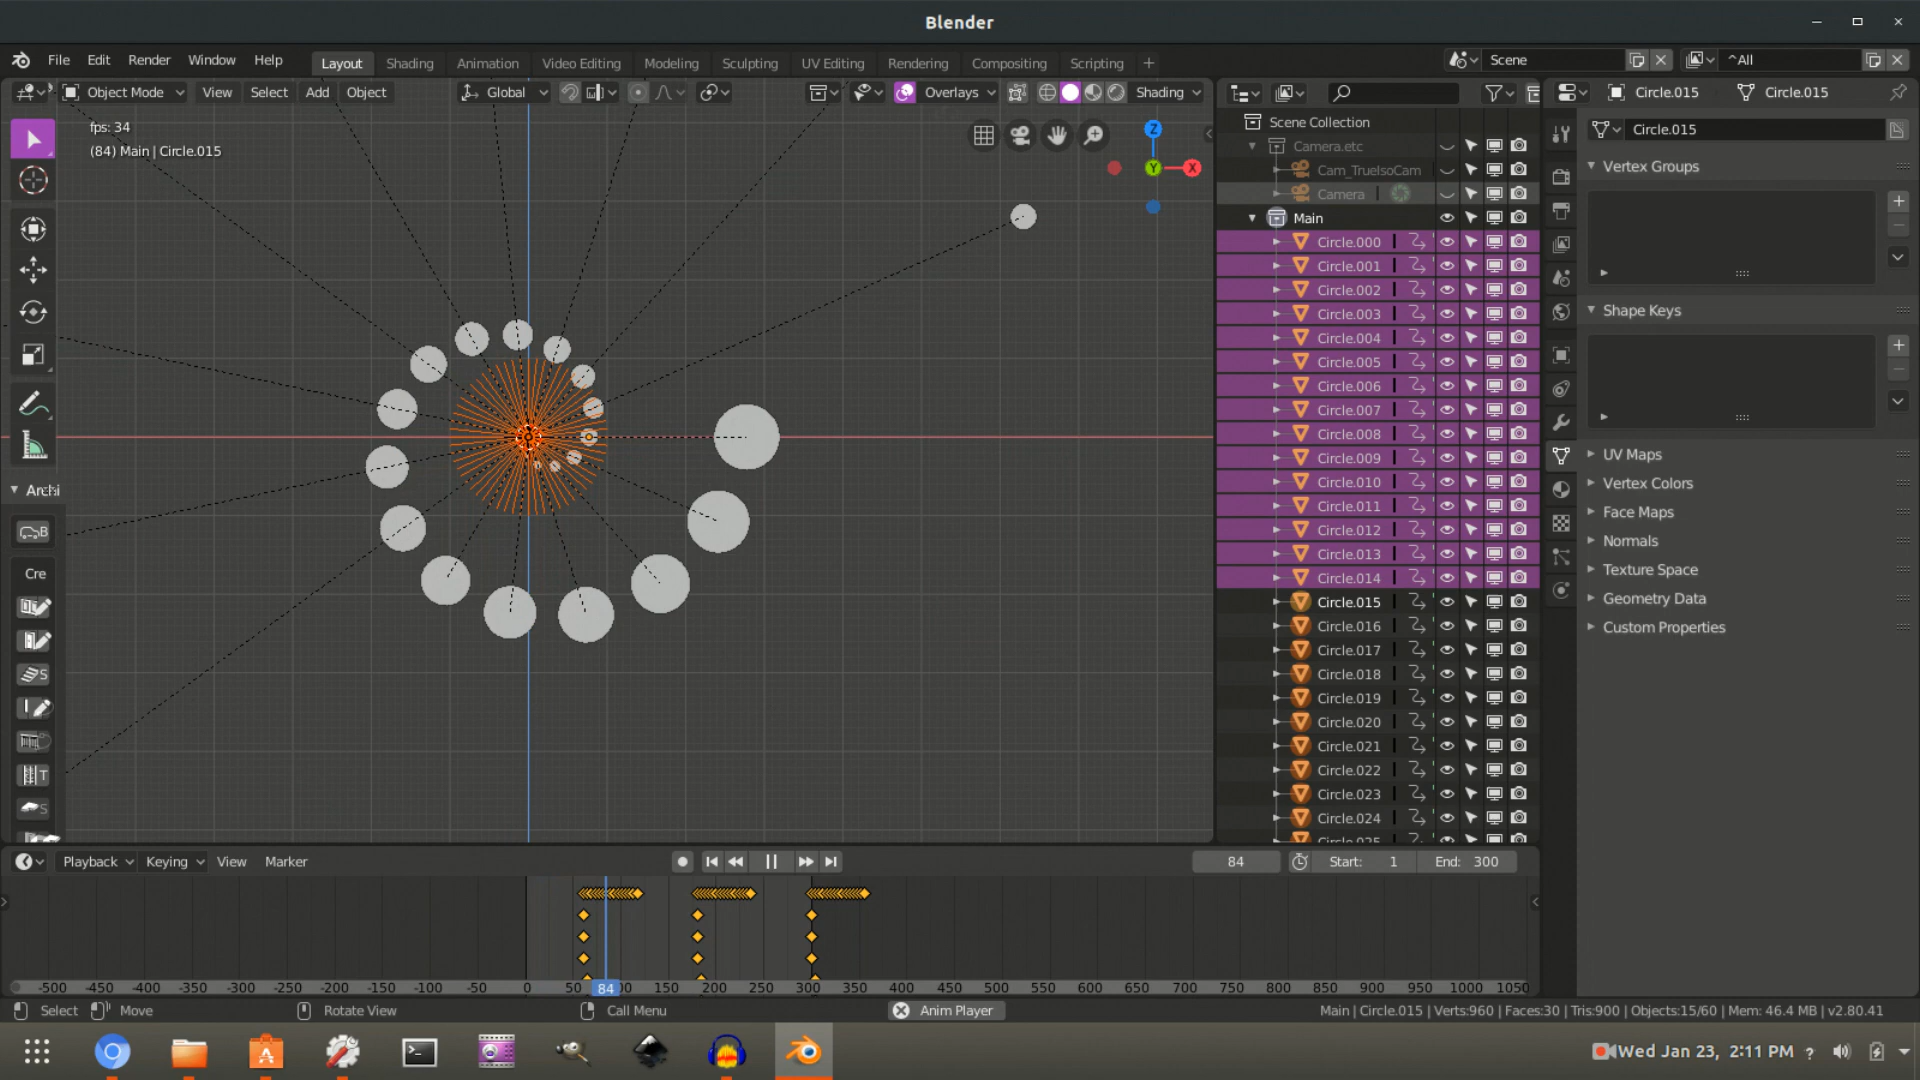 Blender
File Edit Render Window Help Layout Shading Animation Video Editing Modeling Sculpting UV Editing Rendering Compositing Scripting + Scene ^All
Object Mode View Select Add Object Global Overlays Shading
fps: 34
(84) Main | Circle.015
Z
Y
X
Archi
B
Cre
S
T
S
Scene Collection
Camera.etc
Cam_TrueIsoCam
Camera
Main
Circle.000
Circle.001
Circle.002
Circle.003
Circle.004
Circle.005
Circle.006
Circle.007
Circle.008
Circle.009
Circle.010
Circle.011
Circle.012
Circle.013
Circle.014
Circle.015
Circle.016
Circle.017
Circle.018
Circle.019
Circle.020
Circle.021
Circle.022
Circle.023
Circle.024
Circle.025
Circle.015 Circle.015
Circle.015
Vertex Groups
Shape Keys
UV Maps
Vertex Colors
Face Maps
Normals
Texture Space
Geometry Data
Custom Properties
Playback Keying View Marker 84 Start: 1 End: 300
-500 -450 -400 -350 -300 -250 -200 -150 -100 -50 0 50 84 150 200 250 300 350 400 450 500 550 600 650 700 750 800 850 900 950 1000 1050
Select Move Rotate View Call Menu Anim Player Main | Circle.015 | Verts:960 | Faces:30 | Tris:900 | Objects:15/60 | Mem: 46.4 MB | v2.80.41
Wed Jan 23, 2:11 PM ?